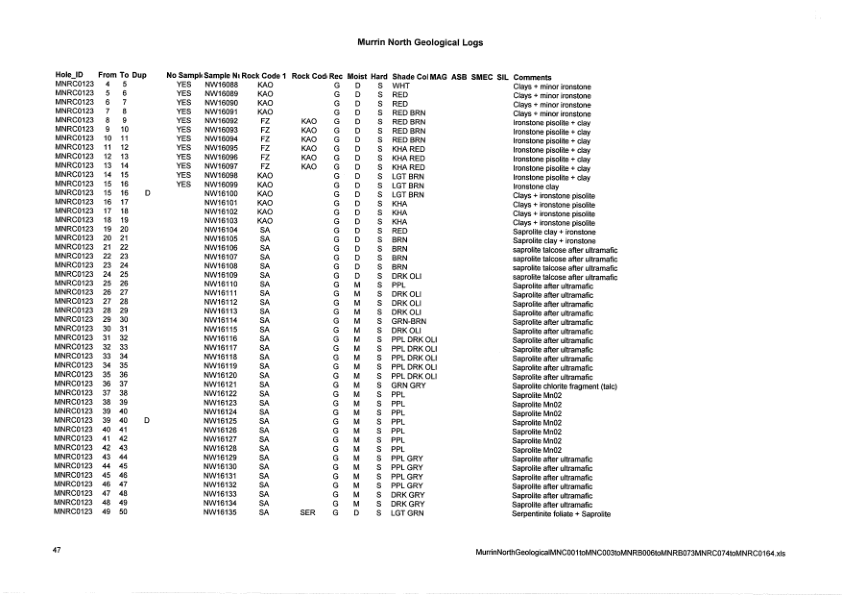 Murrin North Geological Logs
Hole_ID From To Dup No Sampl Sample Nu Rock Code 1 Rock Cod Rec Moist Hard Shade Col MAG ASB SMEC SIL Comments
MNRC0123 4 5 YES NW16088 KAO G D S WHT Clays + minor ironstone
MNRC0123 5 6 YES NW16089 KAO G D S RED Clays + minor ironstone
MNRC0123 6 7 YES NW16090 KAO G D S RED Clays + minor ironstone
MNRC0123 7 8 YES NW16091 KAO G D S RED BRN Clays + minor ironstone
MNRC0123 8 9 YES NW16092 FZ KAO G D S RED BRN Ironstone pisolite + clay
MNRC0123 9 10 YES NW16093 FZ KAO G D S RED BRN Ironstone pisolite + clay
MNRC0123 10 11 YES NW16094 FZ KAO G D S RED BRN Ironstone pisolite + clay
MNRC0123 11 12 YES NW16095 FZ KAO G D S KHA RED Ironstone pisolite + clay
MNRC0123 12 13 YES NW16096 FZ KAO G D S KHA RED Ironstone pisolite + clay
MNRC0123 13 14 YES NW16097 FZ KAO G D S KHA RED Ironstone pisolite + clay
MNRC0123 14 15 YES NW16098 KAO G D S LGT BRN Ironstone pisolite + clay
MNRC0123 15 16 YES NW16099 KAO G D S LGT BRN Ironstone clay
MNRC0123 15 16 D NW16100 KAO G D S LGT BRN Clays + ironstone pisolite
MNRC0123 16 17 NW16101 KAO G D S KHA Clays + ironstone pisolite
MNRC0123 17 18 NW16102 KAO G D S KHA Clays + ironstone pisolite
MNRC0123 18 19 NW16103 KAO G D S KHA Clays + ironstone pisolite
MNRC0123 19 20 NW16104 SA G D S RED Saprolite clay + ironstone
MNRC0123 20 21 NW16105 SA G D S BRN Saprolite clay + ironstone
MNRC0123 21 22 NW16106 SA G D S BRN saprolite talcose after ultramafic
MNRC0123 22 23 NW16107 SA G D S BRN saprolite talcose after ultramafic
MNRC0123 23 24 NW16108 SA G D S BRN saprolite talcose after ultramafic
MNRC0123 24 25 NW16109 SA G D S DRK OLI saprolite talcose after ultramafic
MNRC0123 25 26 NW16110 SA G M S PPL Saprolite after ultramafic
MNRC0123 26 27 NW16111 SA G M S DRK OLI Saprolite after ultramafic
MNRC0123 27 28 NW16112 SA G M S DRK OLI Saprolite after ultramafic
MNRC0123 28 29 NW16113 SA G M S DRK OLI Saprolite after ultramafic
MNRC0123 29 30 NW16114 SA G M S GRN-BRN Saprolite after ultramafic
MNRC0123 30 31 NW16115 SA G M S DRK OLI Saprolite after ultramafic
MNRC0123 31 32 NW16116 SA G M S PPL DRK OLI Saprolite after ultramafic
MNRC0123 32 33 NW16117 SA G M S PPL DRK OLI Saprolite after ultramafic
MNRC0123 33 34 NW16118 SA G M S PPL DRK OLI Saprolite after ultramafic
MNRC0123 34 35 NW16119 SA G M S PPL DRK OLI Saprolite after ultramafic
MNRC0123 35 36 NW16120 SA G M S PPL DRK OLI Saprolite after ultramafic
MNRC0123 36 37 NW16121 SA G M S GRN GRY Saprolite chlorite fragment (talc)
MNRC0123 37 38 NW16122 SA G M S PPL Saprolite Mn02
MNRC0123 38 39 NW16123 SA G M S PPL Saprolite Mn02
MNRC0123 39 40 NW16124 SA G M S PPL Saprolite Mn02
MNRC0123 39 40 D NW16125 SA G M S PPL Saprolite Mn02
MNRC0123 40 41 NW16126 SA G M S PPL Saprolite Mn02
MNRC0123 41 42 NW16127 SA G M S PPL Saprolite Mn02
MNRC0123 42 43 NW16128 SA G M S PPL Saprolite Mn02
MNRC0123 43 44 NW16129 SA G M S PPL GRY Saprolite after ultramafic
MNRC0123 44 45 NW16130 SA G M S PPL GRY Saprolite after ultramafic
MNRC0123 45 46 NW16131 SA G M S PPL GRY Saprolite after ultramafic
MNRC0123 46 47 NW16132 SA G M S PPL GRY Saprolite after ultramafic
MNRC0123 47 48 NW16133 SA G M S DRK GRY Saprolite after ultramafic
MNRC0123 48 49 NW16134 SA G M S DRK GRY Saprolite after ultramafic
MNRC0123 49 50 NW16135 SA SER G D S LGT GRN Serpentinite foliate + Saprolite
47 MurrinNorthGeologicalMNC001toMNC003toMNRB006toMNRB073MNRC074toMNRC0164.xls